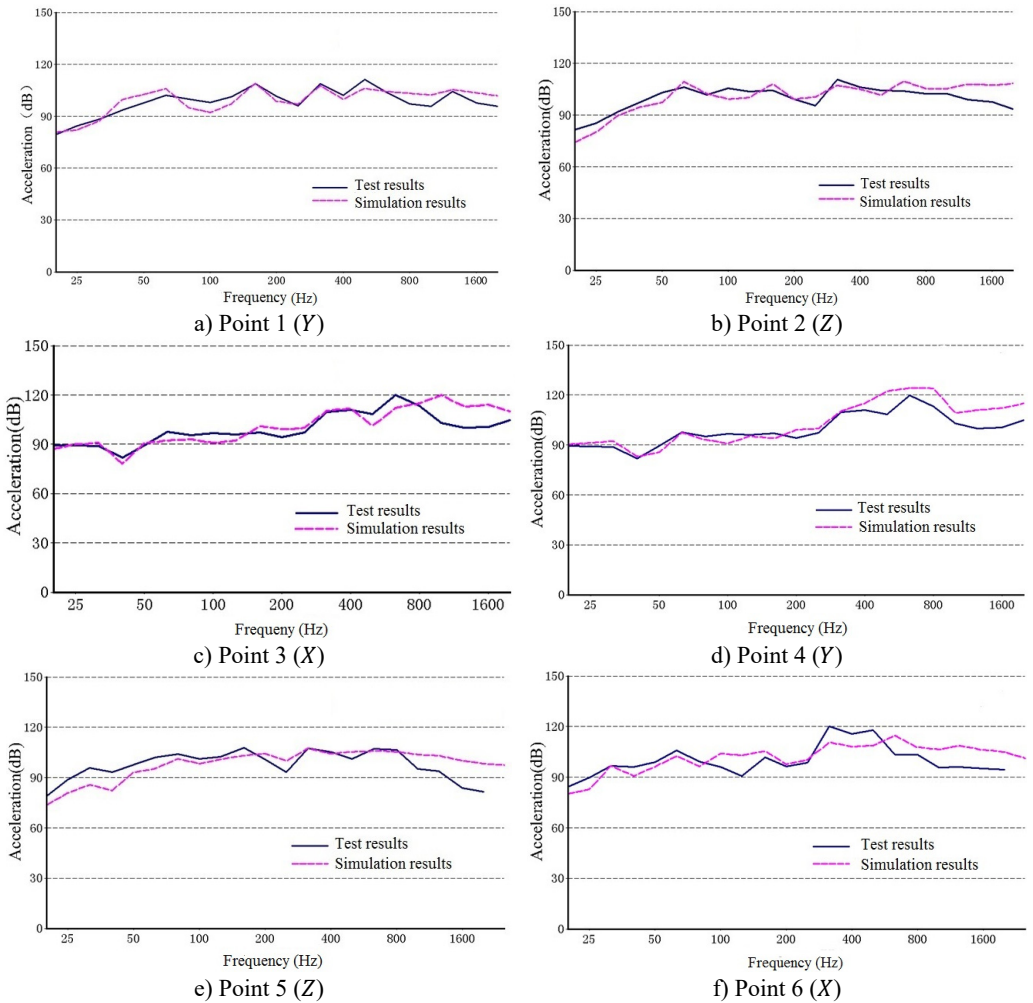 150
120
90
60
30
0
Acceleration (dB)
Test results
Simulation results
25 50 100 200 400 800 1600
Frequency (Hz)
a) Point 1 (Y)
150
120
90
60
30
0
Acceleration(dB)
Test results
Simulation results
25 50 100 200 400 800 1600
Frequency (Hz)
b) Point 2 (Z)
150
120
90
60
30
0
Acceleration(dB)
Test results
Simulation results
25 50 100 200 400 800 1600
Frequeny (Hz)
c) Point 3 (X)
150
120
90
60
30
0
Acceleration(dB)
Test results
Simulation results
25 50 100 200 400 800 1600
Frequency (Hz)
d) Point 4 (Y)
150
120
90
60
30
0
Acceleration(dB)
Test results
Simulation results
25 50 100 200 400 800 1600
Frequency (Hz)
e) Point 5 (Z)
150
120
90
60
30
0
Acceleration(dB)
Test results
Simulation results
25 50 100 200 400 800 1600
Frequency (Hz)
f) Point 6 (X)